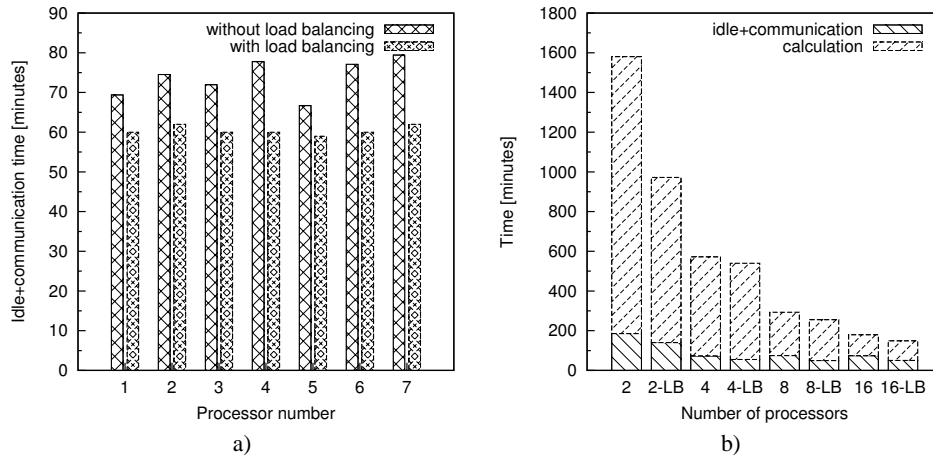 without load balancing
with load balancing
Idle+communication time [minutes]
90
80
70
60
50
40
30
20
10
0
1 2 3 4 5 6 7
Processor number
a)
idle+communication
calculation
Time [minutes]
1800
1600
1400
1200
1000
800
600
400
200
0
2 2-LB 4 4-LB 8 8-LB 16 16-LB
Number of processors
b)